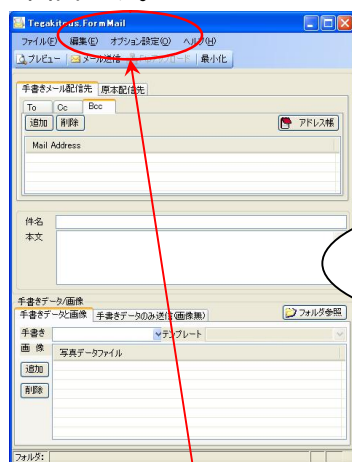 Tegakitous.FormMail
ファイル(F) 編集(E) オプション設定(O) ヘルプ(H)
プレビュー メール送信 最小化
手書きメール配信先 原本配信先
To Cc Bcc
追加 削除 アドレス帳
Mail Address
件名
本文
手書きデータ/画像
手書きデータと画像 手書きデータのみ送信(画像無) フォルダ参照
手書き テンプレート
画 像 写真データファイル
追加
削除
フォルダ: